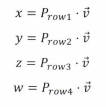 x = P_row1 · v⃗
y = P_row2 · v⃗
z = P_row3 · v⃗
w = P_row4 · v⃗